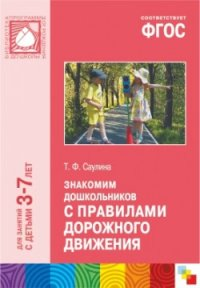 СООТВЕТСТВУЕТ
ФГОС
Т. Ф. Саулина
ЗНАКОМИМ
ДОШКОЛЬНИКОВ
С ПРАВИЛАМИ
ДОРОЖНОГО
ДВИЖЕНИЯ
ДЛЯ ЗАНЯТИЙ
С ДЕТЬМИ 3-7 ЛЕТ